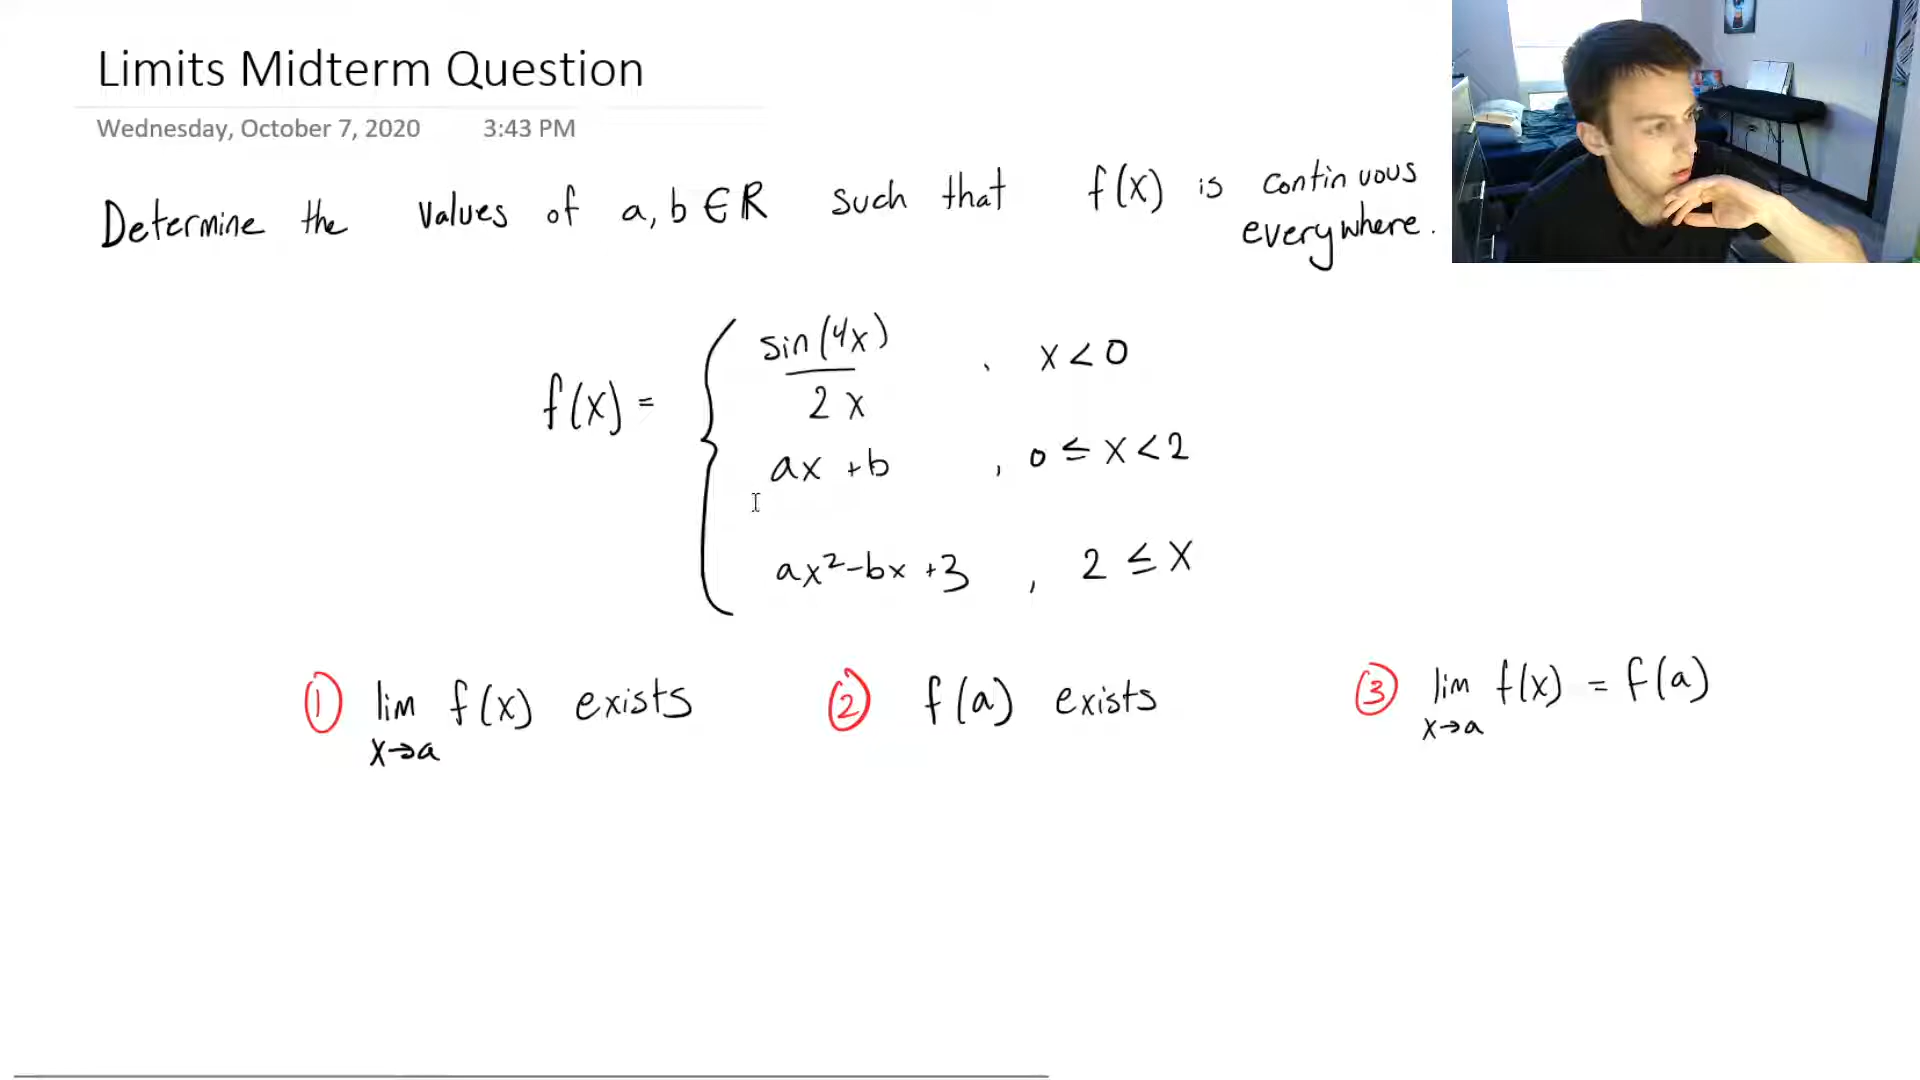 Limits Midterm Question
Wednesday, October 7, 2020 3:43 PM
Determine the values of a, b ∈ ℝ such that f(x) is continuous
everywhere.
sin(4x) , x < 0
f(x) =
2x
ax + b , 0 ≤ x < 2
ax² - bx + 3 , 2 ≤ x
① lim f(x) exists ② f(a) exists ③ lim f(x) = f(a)
x→a x→a